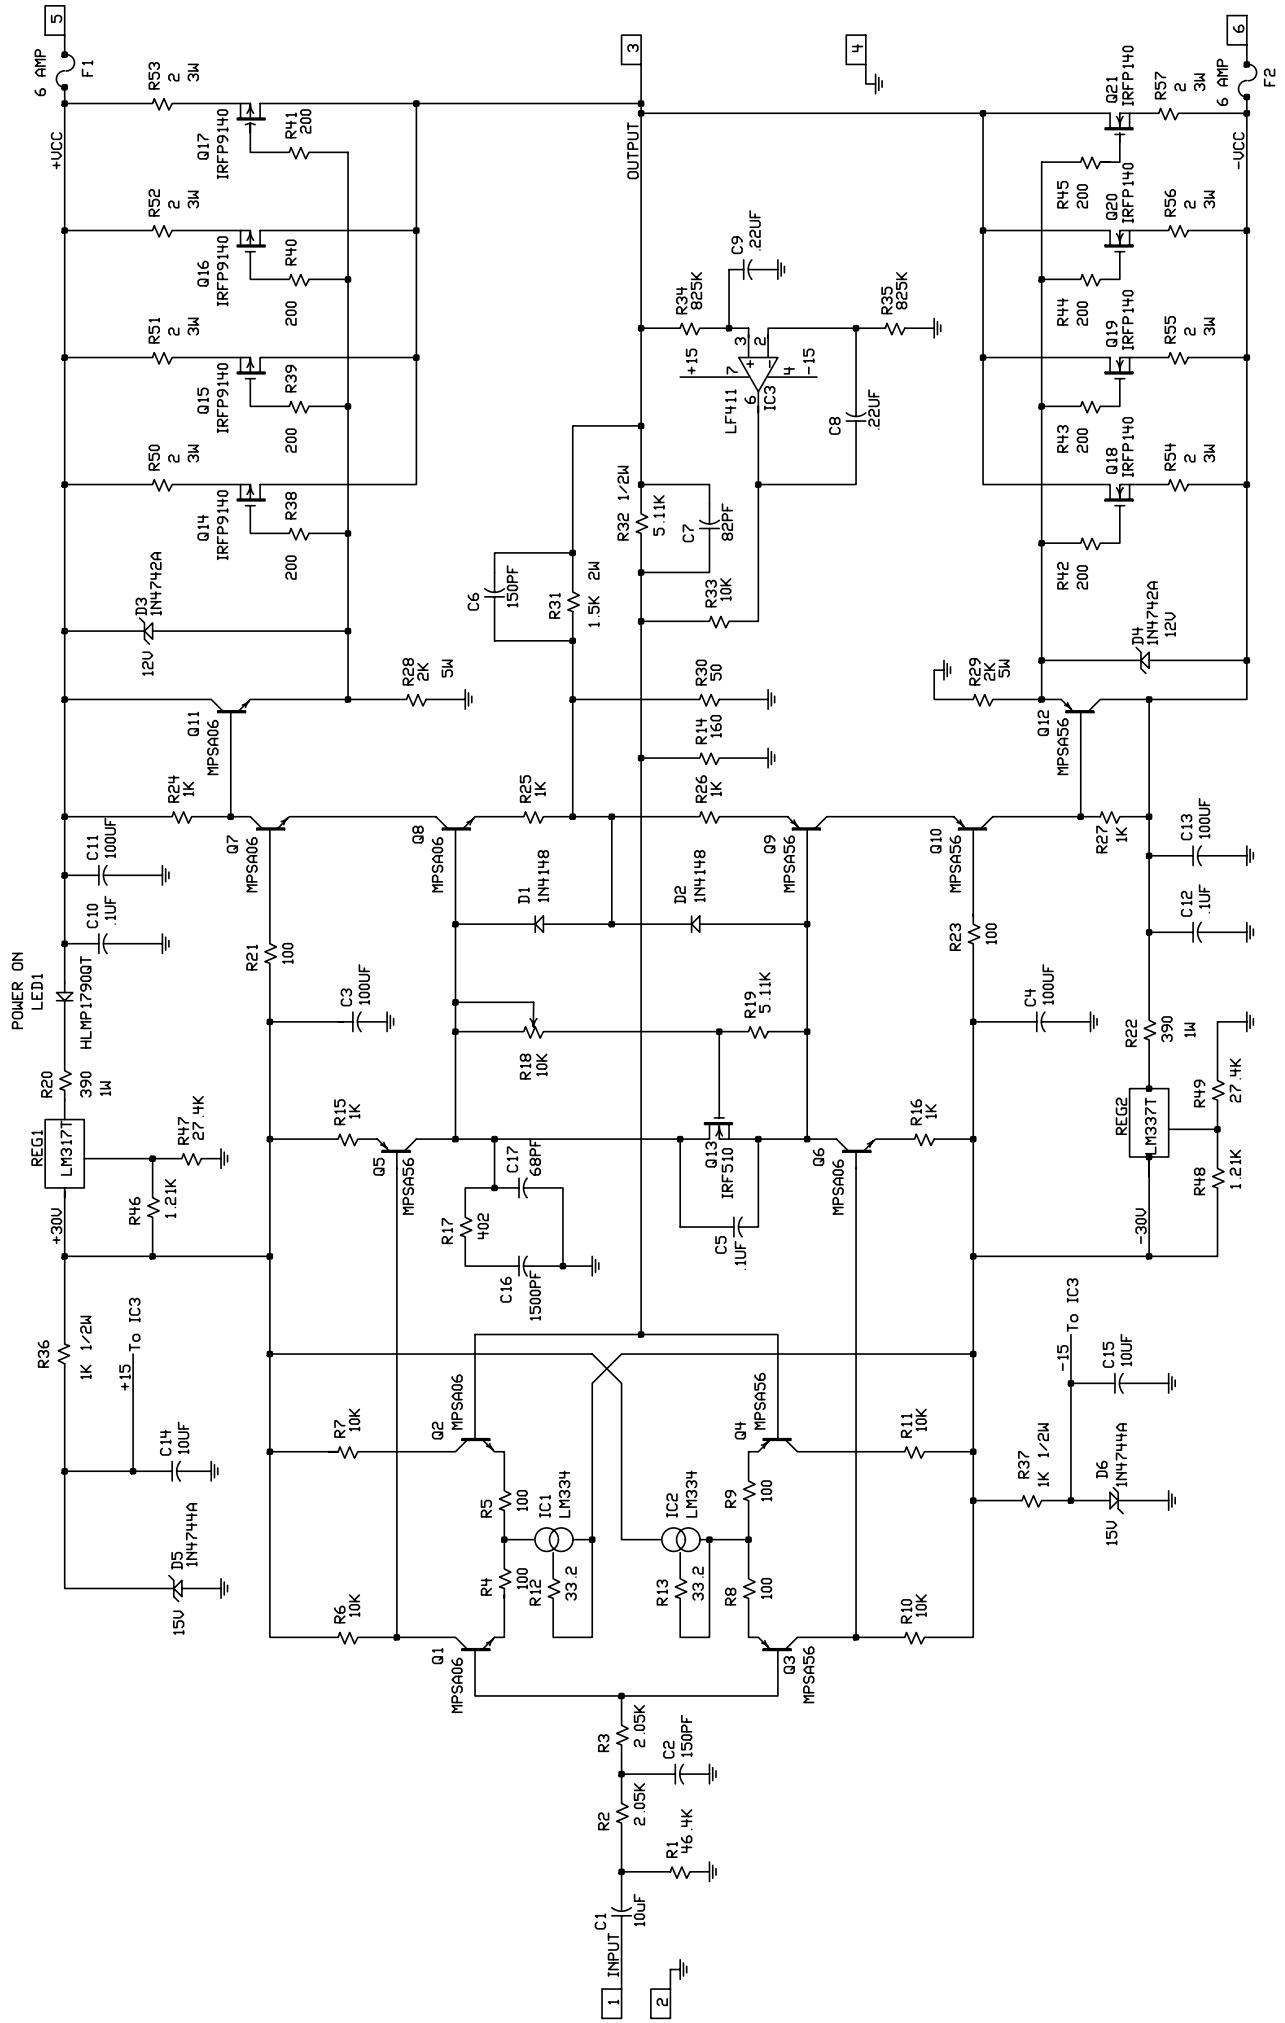 5
6 AMP
F1
+VCC
R53
2
3W
Q17
IRFP9140
R41
200
R52
2
3W
Q16
IRFP9140
R40
200
R51
2
3W
Q15
IRFP9140
R39
200
R50
2
3W
Q14
IRFP9140
R38
200
D3
1N4742A
12V
Q11
MPSA06
R28
2K
5W
R24
1K
C11
100UF
C10
.1UF
Q7
MPSA06
R21
100
POWER ON
LED1
HLMP1790QT
R20
390
1W
REG1
LM317T
R47
27.4K
R46
1.21K
+30V
R36
1K 1/2W
+15
To IC3
C14
10UF
D5
1N4744A
15V
3
OUTPUT
4
C9
.22UF
R34
825K
+15
7
3
2
4
-15
6
LF411
IC3
R35
825K
C8
.22UF
R32 1/2W
5.11K
C7
82PF
R33
10K
C6
150PF
R31
1.5K 2W
R30
50
R14
160
R25
1K
R26
1K
Q8
MPSA06
Q9
MPSA56
D1
1N4148
D2
1N4148
C3
100UF
R18
10K
R19
5.11K
R15
1K
Q5
MPSA56
C17
68PF
R17
402
C16
1500PF
Q13
IRF510
C5
.1UF
R16
1K
Q6
MPSA06
R7
10K
Q2
MPSA06
Q4
MPSA56
R11
10K
R5
100
R4
100
IC1
LM334
R12
33.2
IC2
LM334
R13
33.2
R9
100
R8
100
R6
10K
Q1
MPSA06
Q3
MPSA56
R10
10K
R3
2.05K
C2
150PF
R2
2.05K
R1
46.4K
C1
10uF
INPUT
1
2
6
6 AMP
F2
-VCC
Q21
IRFP140
R57
2
3W
R45
200
Q20
IRFP140
R56
2
3W
R44
200
Q19
IRFP140
R55
2
3W
R43
200
Q18
IRFP140
R54
2
3W
R42
200
D4
1N4742A
12V
R29
2K
5W
Q12
MPSA56
R27
1K
C13
100UF
C12
.1UF
Q10
MPSA56
R23
100
C4
100UF
R22
390
1W
REG2
LM337T
R49
27.4K
R48
1.21K
-30V
-15
To IC3
C15
10UF
R37
1K 1/2W
D6
1N4744A
15V